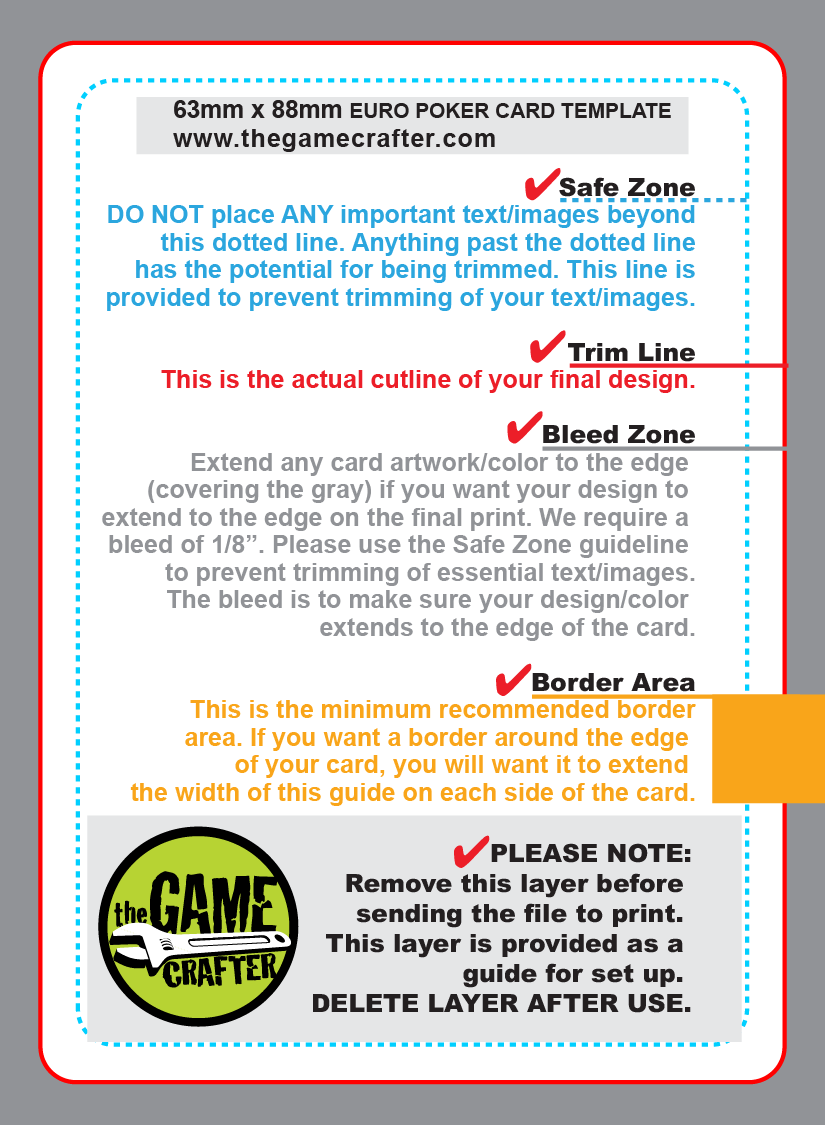 63mm x 88mm EURO POKER CARD TEMPLATE
www.thegamecrafter.com
Safe Zone
DO NOT place ANY important text/images beyond
this dotted line. Anything past the dotted line
has the potential for being trimmed. This line is
provided to prevent trimming of your text/images.
Trim Line
This is the actual cutline of your final design.
Bleed Zone
Extend any card artwork/color to the edge
(covering the gray) if you want your design to
extend to the edge on the final print. We require a
bleed of 1/8”. Please use the Safe Zone guideline
to prevent trimming of essential text/images.
The bleed is to make sure your design/color
extends to the edge of the card.
Border Area
This is the minimum recommended border
area. If you want a border around the edge
of your card, you will want it to extend
the width of this guide on each side of the card.
PLEASE NOTE:
Remove this layer before
sending the file to print.
This layer is provided as a
guide for set up.
DELETE LAYER AFTER USE.
the GAME
CRAFTER